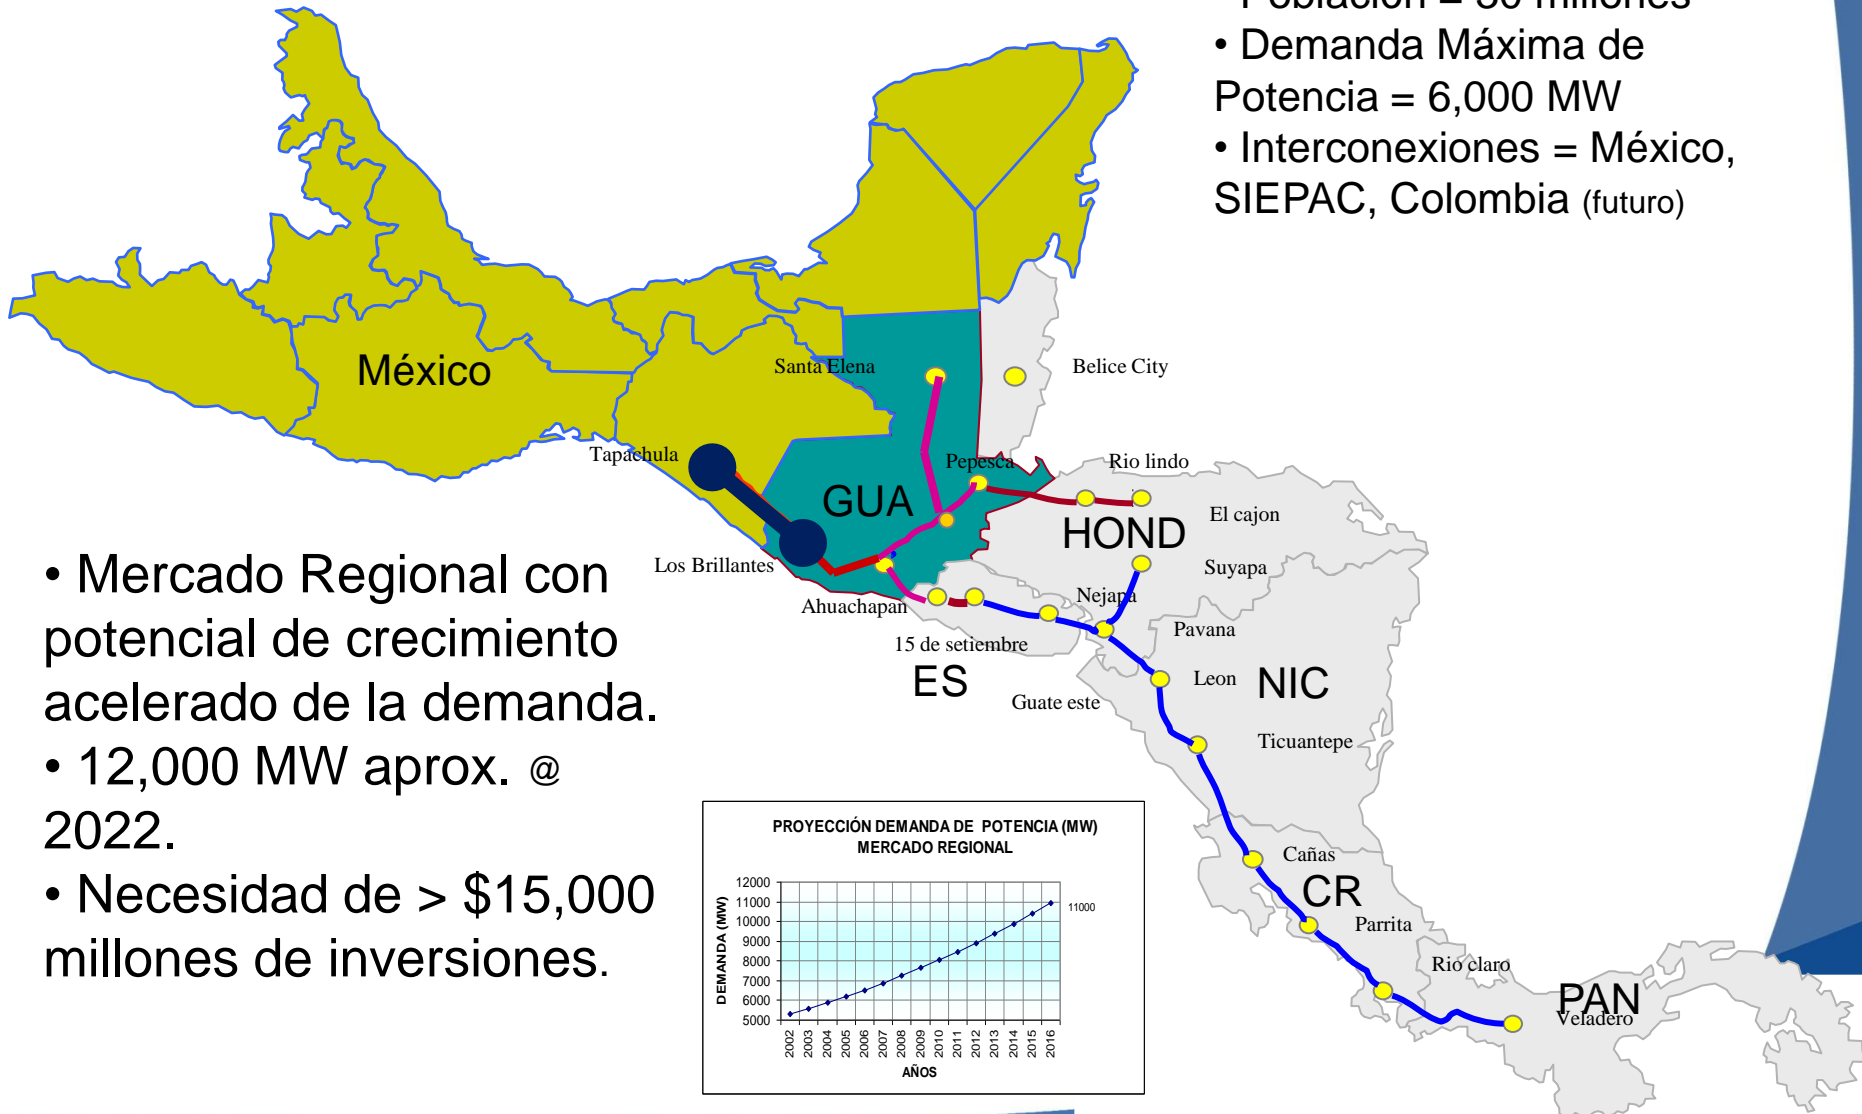 • Demanda Máxima de
Potencia = 6,000 MW
• Interconexiones = México,
SIEPAC, Colombia (futuro)
México
Santa Elena
Belice City
Tapachula
Pepesca
Rio lindo
GUA
El cajon
HOND
Los Brillantes
Suyapa
Ahuachapan
Nejapa
Pavana
15 de setiembre
ES
Leon
NIC
Guate este
Ticuantepe
• Mercado Regional con
potencial de crecimiento
acelerado de la demanda.
• 12,000 MW aprox. @
2022.
• Necesidad de > $15,000
millones de inversiones.
Cañas
CR
Parrita
Rio claro
PAN
Veladero
PROYECCIÓN DEMANDA DE POTENCIA (MW)
MERCADO REGIONAL
DEMANDA (MW)
12000
11000
10000
9000
8000
7000
6000
5000
11000
2002 2003 2004 2005 2006 2007 2008 2009 2010 2011 2012 2013 2014 2015 2016
AÑOS